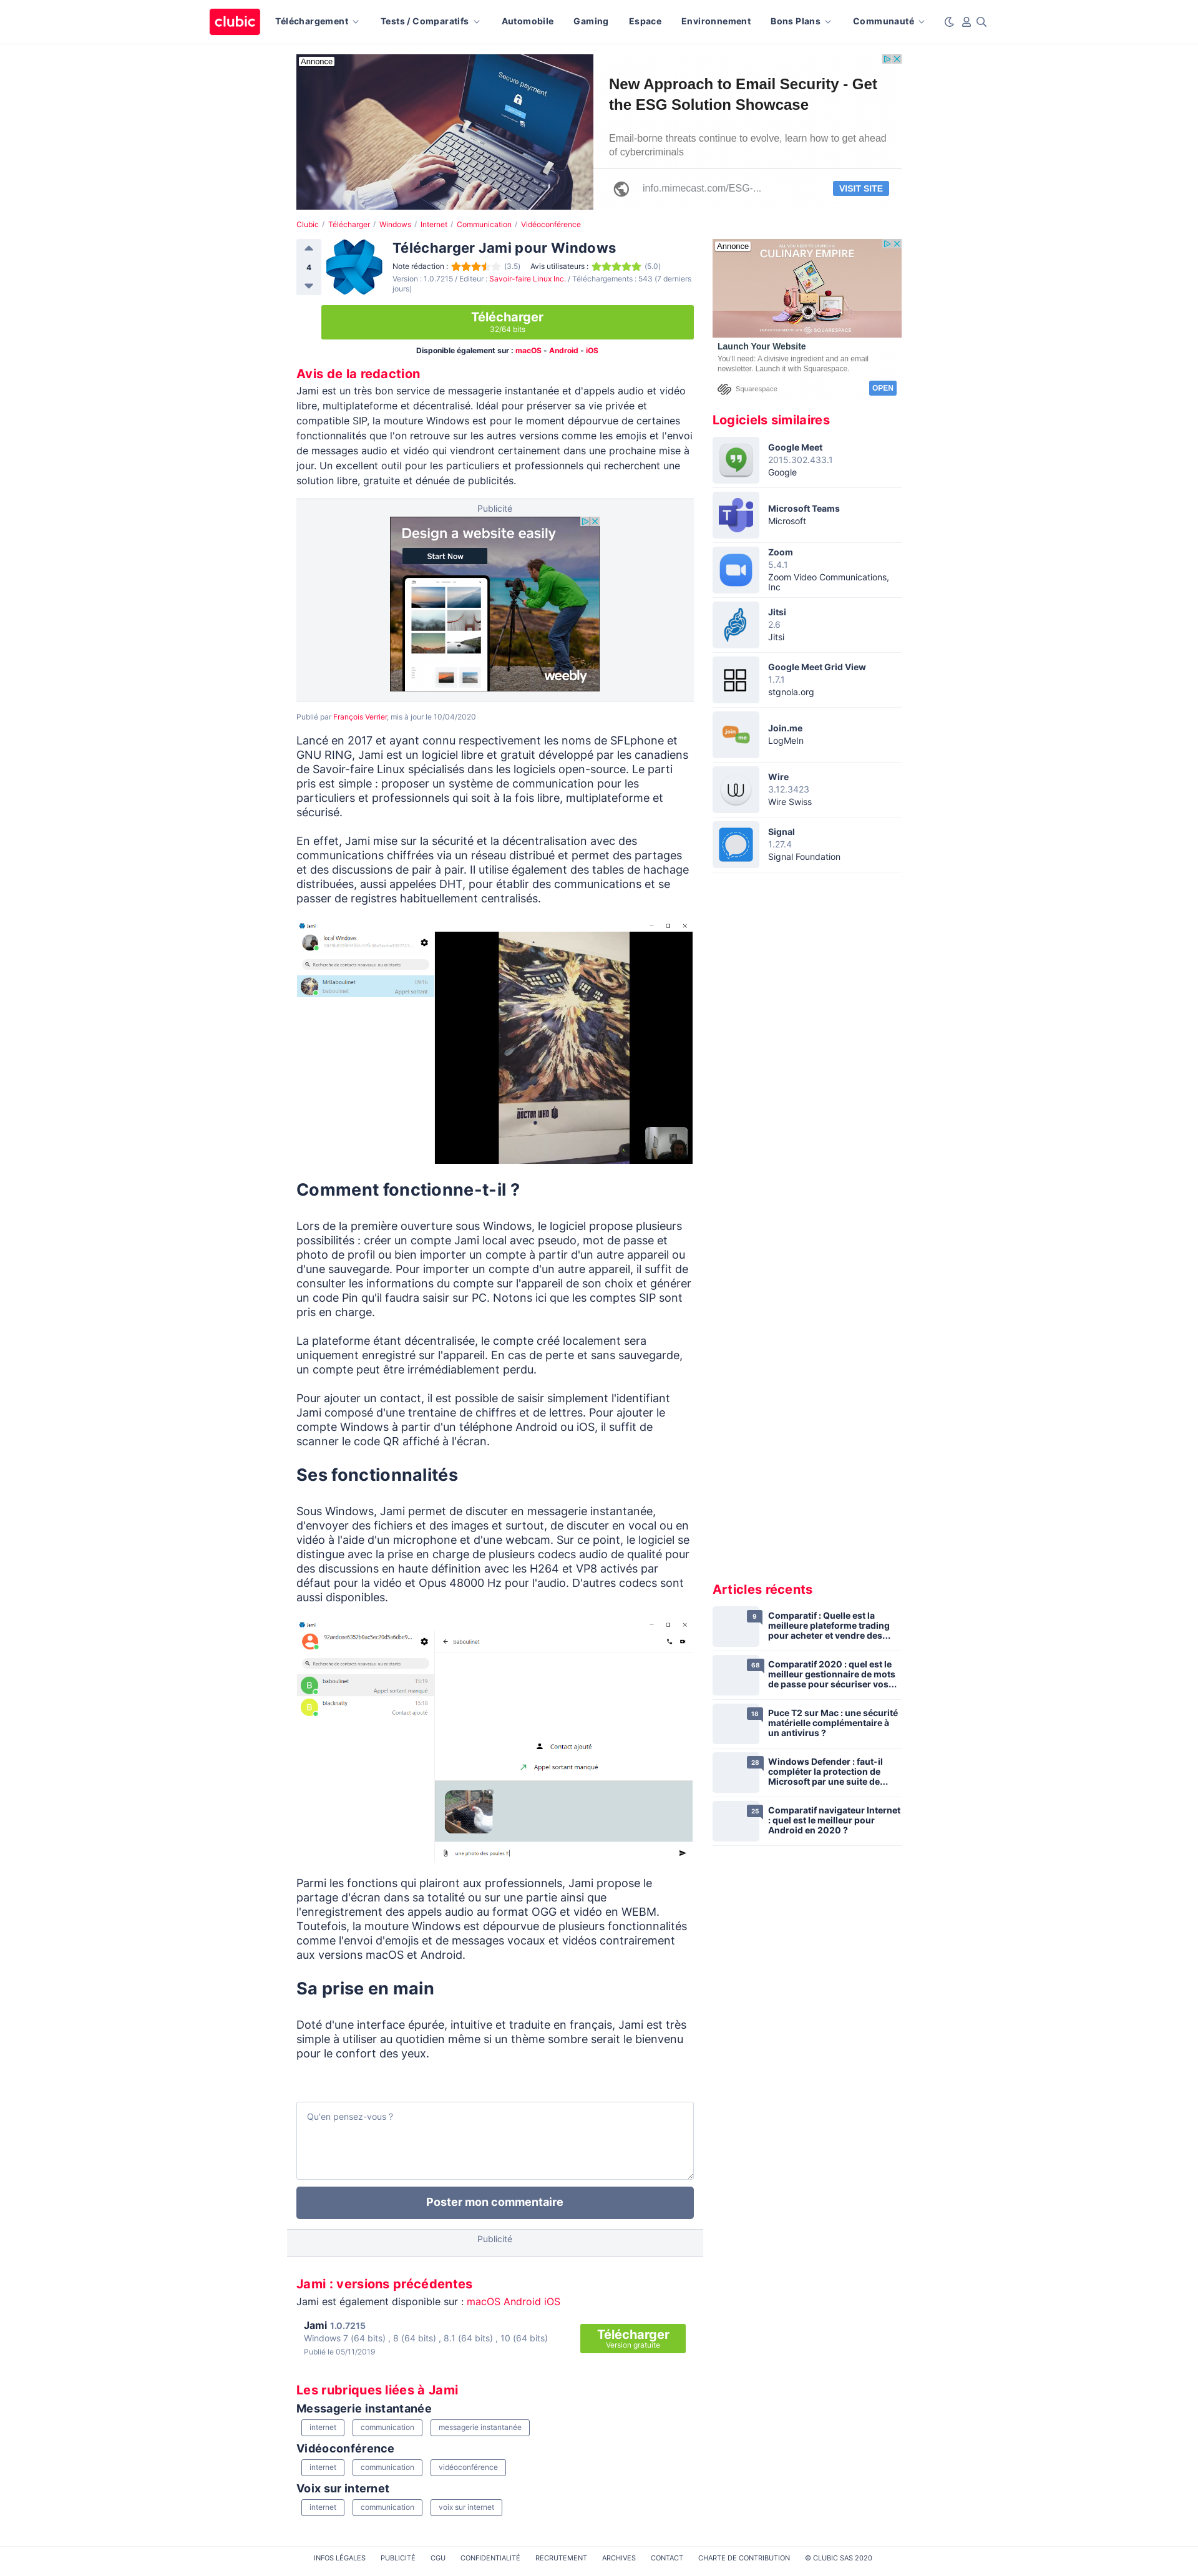 clubic Téléchargement Tests / Comparatifs Automobile Gaming Espace Environnement Bons Plans Communauté
Annonce
Secure payment
New Approach to Email Security - Get
the ESG Solution Showcase
Email-borne threats continue to evolve, learn how to get ahead
of cybercriminals
info.mimecast.com/ESG-...
VISIT SITE
Clubic / Télécharger / Windows / Internet / Communication / Vidéoconférence
4
Télécharger Jami pour Windows
Note rédaction : (3.5) Avis utilisateurs : (5.0)
Version : 1.0.7215 / Editeur : Savoir-faire Linux Inc. / Téléchargements : 543 (7 derniers
jours)
Télécharger
32/64 bits
Disponible également sur : macOS - Android - iOS
Avis de la redaction
Jami est un très bon service de messagerie instantanée et d'appels audio et vidéo
libre, multiplateforme et décentralisé. Idéal pour préserver sa vie privée et
compatible SIP, la mouture Windows est pour le moment dépourvue de certaines
fonctionnalités que l'on retrouve sur les autres versions comme les emojis et l'envoi
de messages audio et vidéo qui viendront certainement dans une prochaine mise à
jour. Un excellent outil pour les particuliers et professionnels qui recherchent une
solution libre, gratuite et dénuée de publicités.
Publicité
Design a website easily
Start Now
weebly
Publié par François Verrier, mis à jour le 10/04/2020
Lancé en 2017 et ayant connu respectivement les noms de SFLphone et
GNU RING, Jami est un logiciel libre et gratuit développé par les canadiens
de Savoir-faire Linux spécialisés dans les logiciels open-source. Le parti
pris est simple : proposer un système de communication pour les
particuliers et professionnels qui soit à la fois libre, multiplateforme et
sécurisé.
En effet, Jami mise sur la sécurité et la décentralisation avec des
communications chiffrées via un réseau distribué et permet des partages
et des discussions de pair à pair. Il utilise également des tables de hachage
distribuées, aussi appelées DHT, pour établir des communications et se
passer de registres habituellement centralisés.
Jami
local Windows
Recherche de contacts nouveaux ou existants
Mrtlaboulinet 09:16
baboulinet Appel sortant
DOCTOR WHO
Comment fonctionne-t-il ?
Lors de la première ouverture sous Windows, le logiciel propose plusieurs
possibilités : créer un compte Jami local avec pseudo, mot de passe et
photo de profil ou bien importer un compte à partir d'un autre appareil ou
d'une sauvegarde. Pour importer un compte d'un autre appareil, il suffit de
consulter les informations du compte sur l'appareil de son choix et générer
un code Pin qu'il faudra saisir sur PC. Notons ici que les comptes SIP sont
pris en charge.
La plateforme étant décentralisée, le compte créé localement sera
uniquement enregistré sur l'appareil. En cas de perte et sans sauvegarde,
un compte peut être irrémédiablement perdu.
Pour ajouter un contact, il est possible de saisir simplement l'identifiant
Jami composé d'une trentaine de chiffres et de lettres. Pour ajouter le
compte Windows à partir d'un téléphone Android ou iOS, il suffit de
scanner le code QR affiché à l'écran.
Ses fonctionnalités
Sous Windows, Jami permet de discuter en messagerie instantanée,
d'envoyer des fichiers et des images et surtout, de discuter en vocal ou en
vidéo à l'aide d'un microphone et d'une webcam. Sur ce point, le logiciel se
distingue avec la prise en charge de plusieurs codecs audio de qualité pour
des discussions en haute définition avec les H264 et VP8 activés par
défaut pour la vidéo et Opus 48000 Hz pour l'audio. D'autres codecs sont
aussi disponibles.
Jami
baboulinet
Recherche de contacts nouveaux ou existants
B baboulinet 15:19
Appel sortant manqué
B blacknally 15:18
Contact ajouté
Contact ajouté
Appel sortant manqué
une photo des poules !
Parmi les fonctions qui plairont aux professionnels, Jami propose le
partage d'écran dans sa totalité ou sur une partie ainsi que
l'enregistrement des appels audio au format OGG et vidéo en WEBM.
Toutefois, la mouture Windows est dépourvue de plusieurs fonctionnalités
comme l'envoi d'emojis et de messages vocaux et vidéos contrairement
aux versions macOS et Android.
Sa prise en main
Doté d'une interface épurée, intuitive et traduite en français, Jami est très
simple à utiliser au quotidien même si un thème sombre serait le bienvenu
pour le confort des yeux.
Qu'en pensez-vous ?
Poster mon commentaire
Publicité
Jami : versions précédentes
Jami est également disponible sur : macOS Android iOS
Jami 1.0.7215
Windows 7 (64 bits) , 8 (64 bits) , 8.1 (64 bits) , 10 (64 bits)
Publié le 05/11/2019
Télécharger
Version gratuite
Les rubriques liées à Jami
Messagerie instantanée
internet communication messagerie instantanée
Vidéoconférence
internet communication vidéoconférence
Voix sur internet
internet communication voix sur internet
Annonce
CULINARY EMPIRE
SQUARESPACE
Launch Your Website
You'll need: A divisive ingredient and an email
newsletter. Launch it with Squarespace.
Squarespace
OPEN
Logiciels similaires
Google Meet
2015.302.433.1
Google
Microsoft Teams
Microsoft
Zoom
5.4.1
Zoom Video Communications,
Inc
Jitsi
2.6
Jitsi
Google Meet Grid View
1.7.1
stgnola.org
join me
Join.me
LogMeIn
Wire
3.12.3423
Wire Swiss
Signal
1.27.4
Signal Foundation
Articles récents
9
Comparatif : Quelle est la
meilleure plateforme trading
pour acheter et vendre des...
68
Comparatif 2020 : quel est le
meilleur gestionnaire de mots
de passe pour sécuriser vos...
18
Puce T2 sur Mac : une sécurité
matérielle complémentaire à
un antivirus ?
26
Windows Defender : faut-il
compléter la protection de
Microsoft par une suite de...
25
Comparatif navigateur Internet
: quel est le meilleur pour
Android en 2020 ?
INFOS LÉGALES PUBLICITÉ CGU CONFIDENTIALITÉ RECRUTEMENT ARCHIVES CONTACT CHARTE DE CONTRIBUTION © CLUBIC SAS 2020